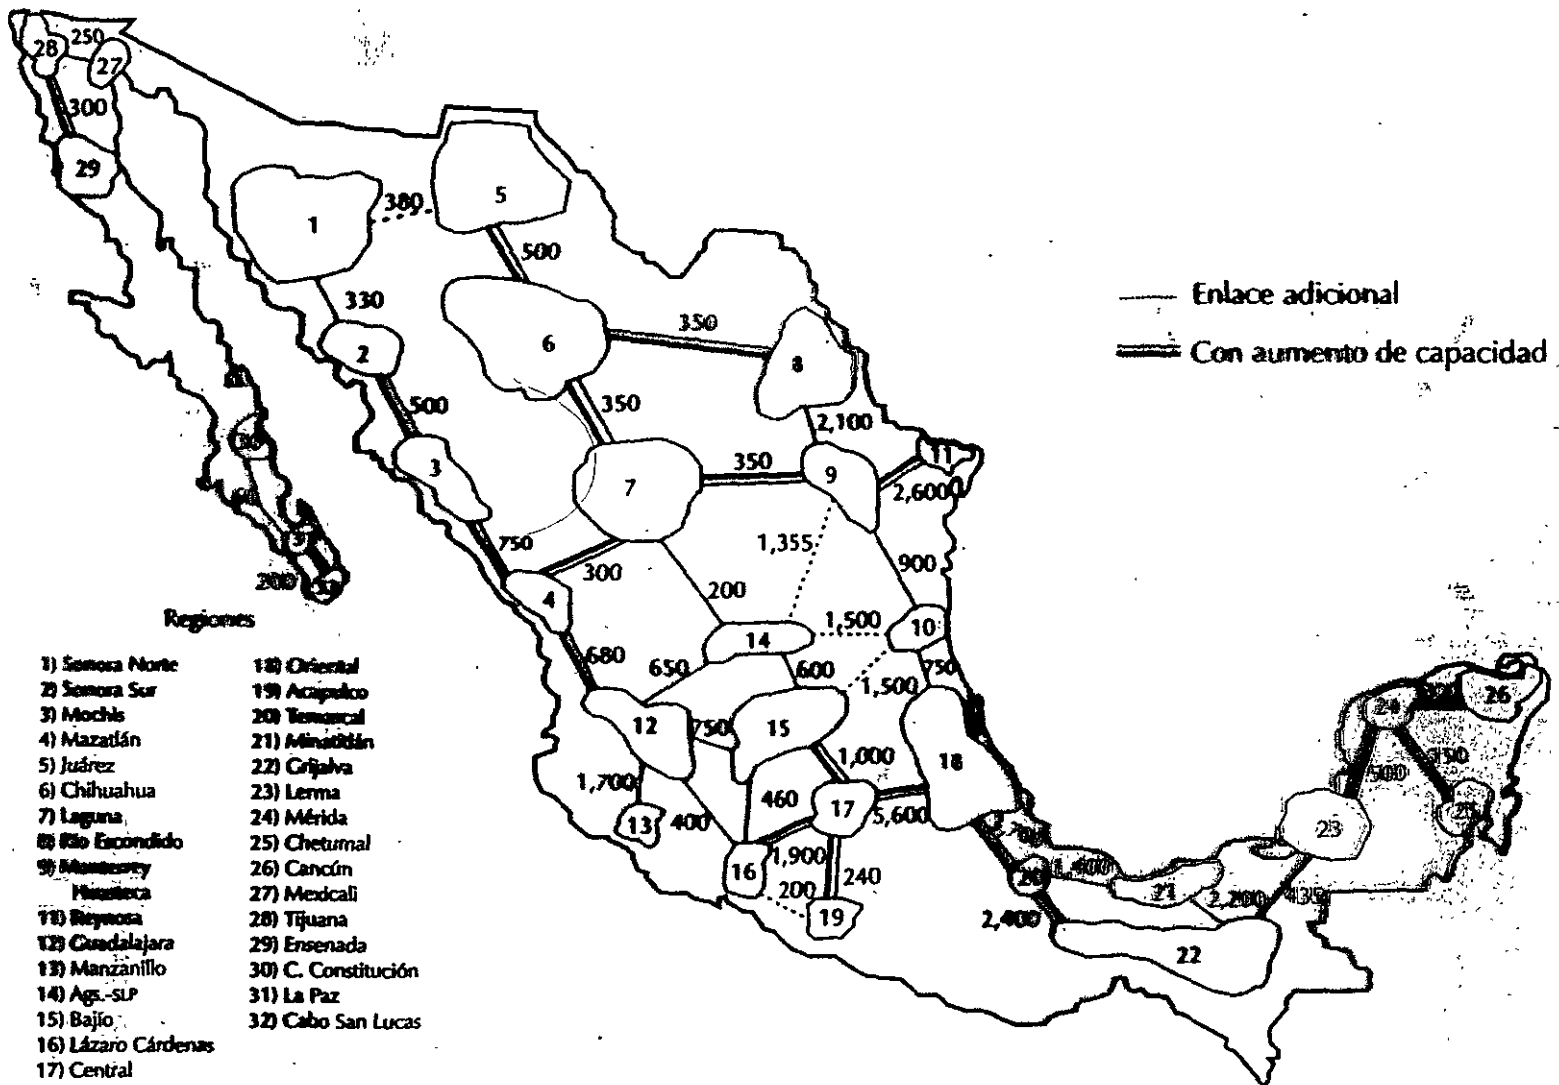 28
250
27
300
29
1
380
5
500
330
2
6
350
8
500
350
2,100
3
7
350
9
11
2,600
750
1,355
900
300
200
4
14
1,500
10
200
680
650
600
750
1,500
12
750
15
1,000
18
26
24
500
1,700
460
17
5,600
13
400
16
1,900
240
200
19
23
21
2,200
435
2,400
22
Enlace adicional
Con aumento de capacidad
Regiones
1) Sonora Norte
2) Sonora Sur
3) Mochis
4) Mazatlán
5) Juárez
6) Chihuahua
7) Laguna
8) Río Escondido
9) Monterrey
Huasteca
11) Reynosa
12) Guadalajara
13) Manzanillo
14) Ags.-SLP
15) Bajío
16) Lázaro Cárdenas
17) Central
18) Oriental
19) Acapulco
20) Temascal
21) Minatitlán
22) Grijalva
23) Lerma
24) Mérida
25) Chetumal
26) Cancún
27) Mexicali
28) Tijuana
29) Ensenada
30) C. Constitución
31) La Paz
32) Cabo San Lucas